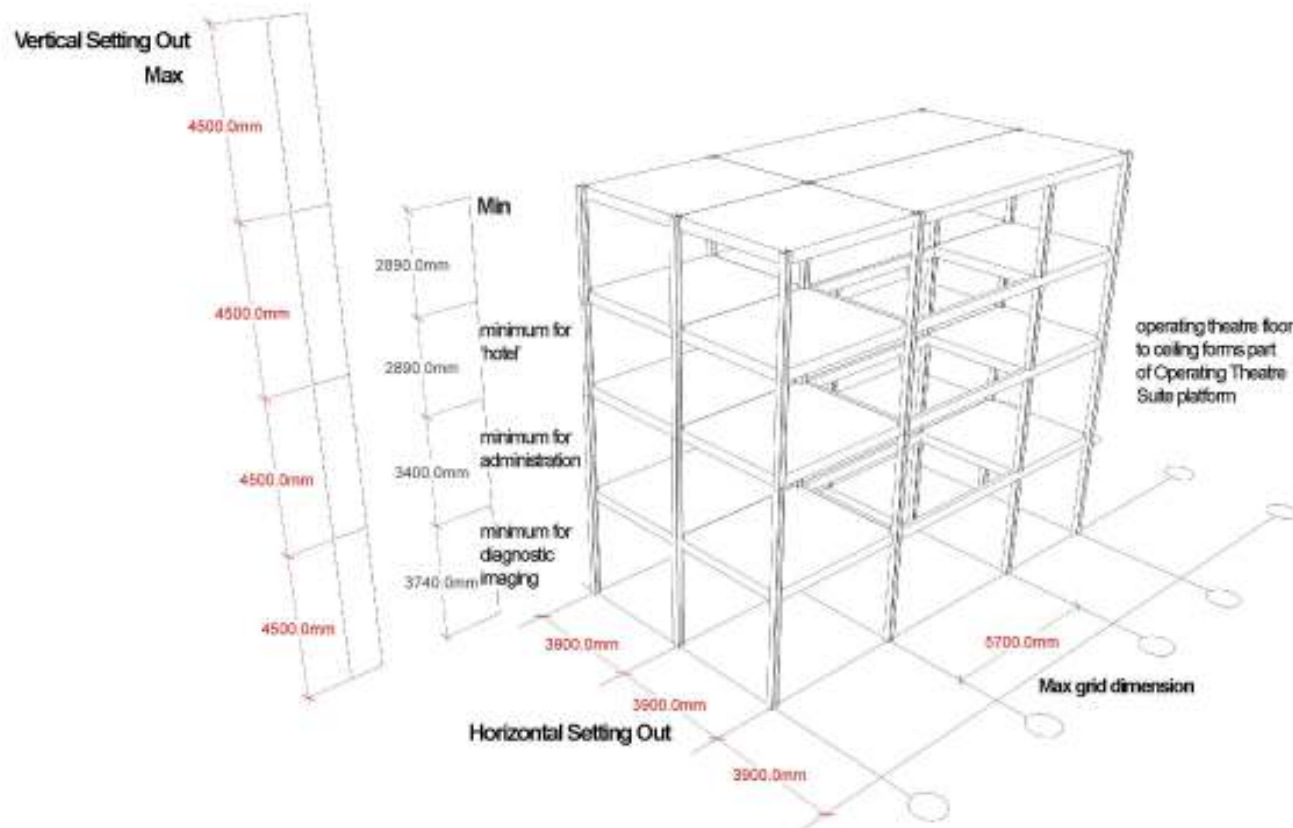 Vertical Setting Out
Max
4500.0mm
4500.0mm
4500.0mm
4500.0mm
Min
2890.0mm
2890.0mm
3400.0mm
3740.0mm
minimum for
'hotel'
minimum for
administration
minimum for
diagnostic
imaging
operating theatre floor
to ceiling forms part
of Operating Theatre
Suite platform
3900.0mm
3900.0mm
3900.0mm
Horizontal Setting Out
5700.0mm
Max grid dimension